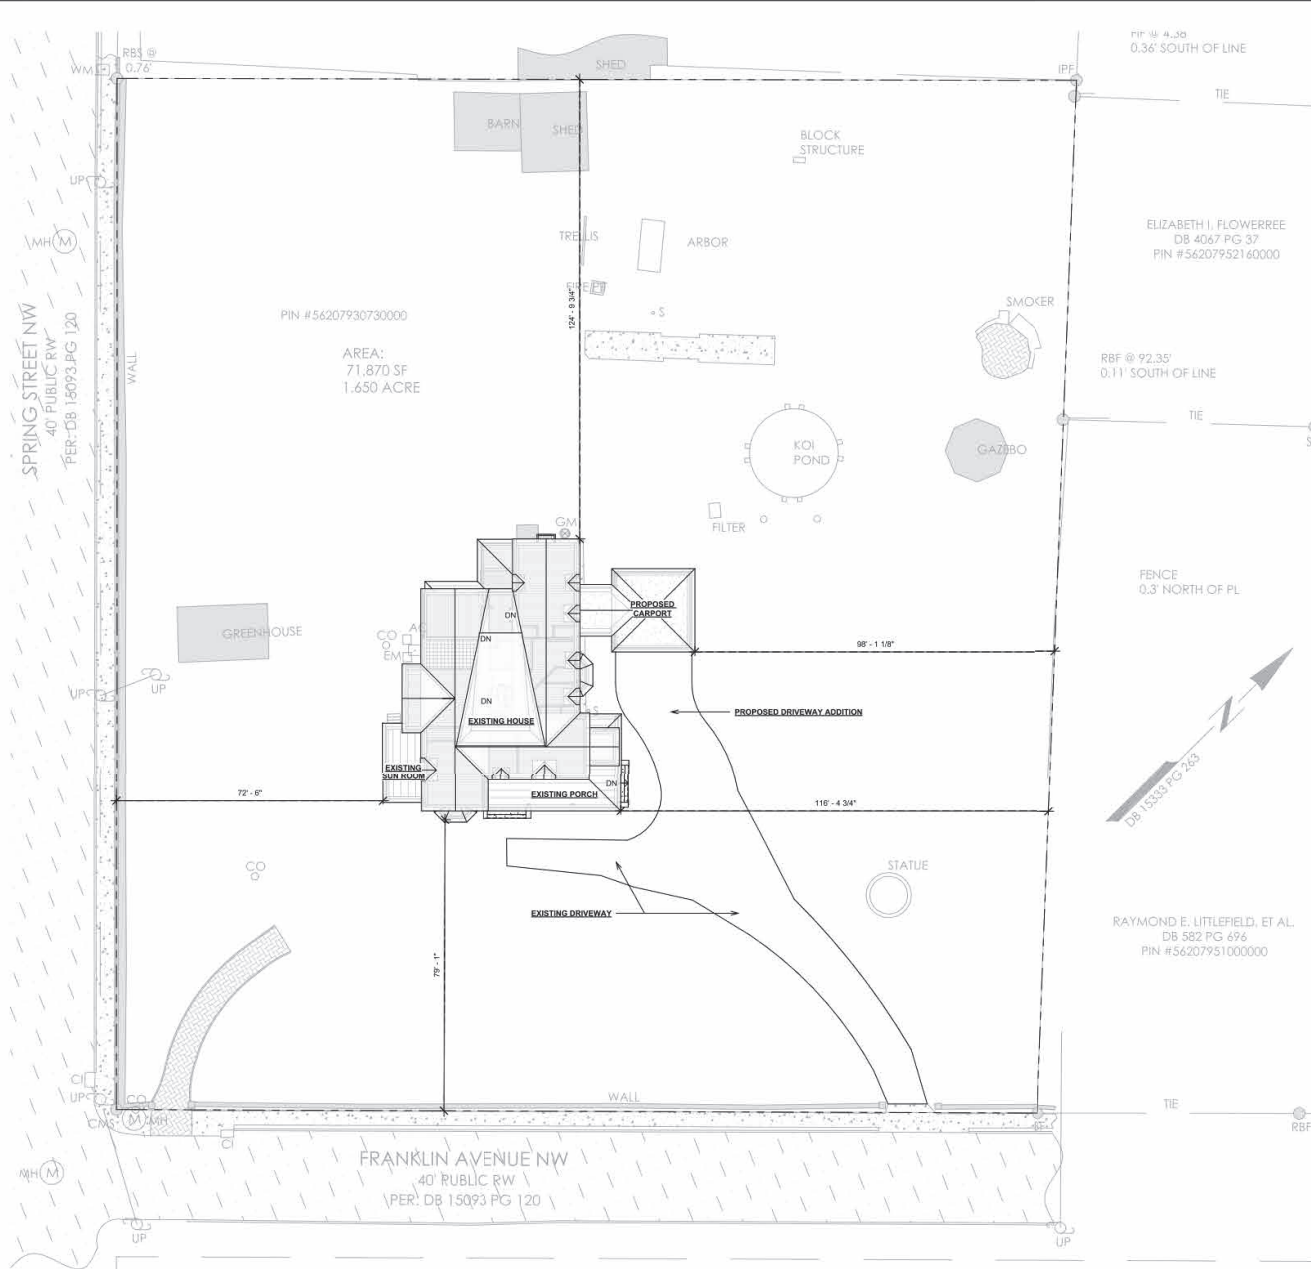 PIF @ 4.38'
0.36' SOUTH OF LINE
RBS @
0.76'
WM
SHED
IPF
TIE
BARN
SHED
BLOCK
STRUCTURE
UP
MH
M
TRELLIS
ARBOR
ELIZABETH I. FLOWERREE
DB 4067 PG 37
PIN #56207952160000
FIRE PIT
S
SMOKER
124' - 9 3/4"
PIN #56207930730000
AREA:
71,870 SF
1.650 ACRE
SPRING STREET NW
40' PUBLIC RW
PER: DB 15093 PG 120
WALL
RBF @ 92.35'
0.11' SOUTH OF LINE
TIE
S
KOI
POND
GAZEBO
FILTER
GM
FENCE
0.3' NORTH OF PL
PROPOSED
CARPORT
GREENHOUSE
CO
AC
EM
DN
DN
98' - 1 1/8"
UP
UP
DN
S
EXISTING HOUSE
PROPOSED DRIVEWAY ADDITION
DB 15333 PG 263
EXISTING
SUN ROOM
DN
EXISTING PORCH
72' - 6"
116' - 4 3/4"
CO
STATUE
EXISTING DRIVEWAY
RAYMOND E. LITTLEFIELD, ET AL.
DB 582 PG 696
PIN #56207951000000
79' - 1"
CI
UP
CO
WALL
TIE
CMS
M
MH
CI
RBF
MH
M
FRANKLIN AVENUE NW
40' PUBLIC RW
PER: DB 15093 PG 120
UP
UP